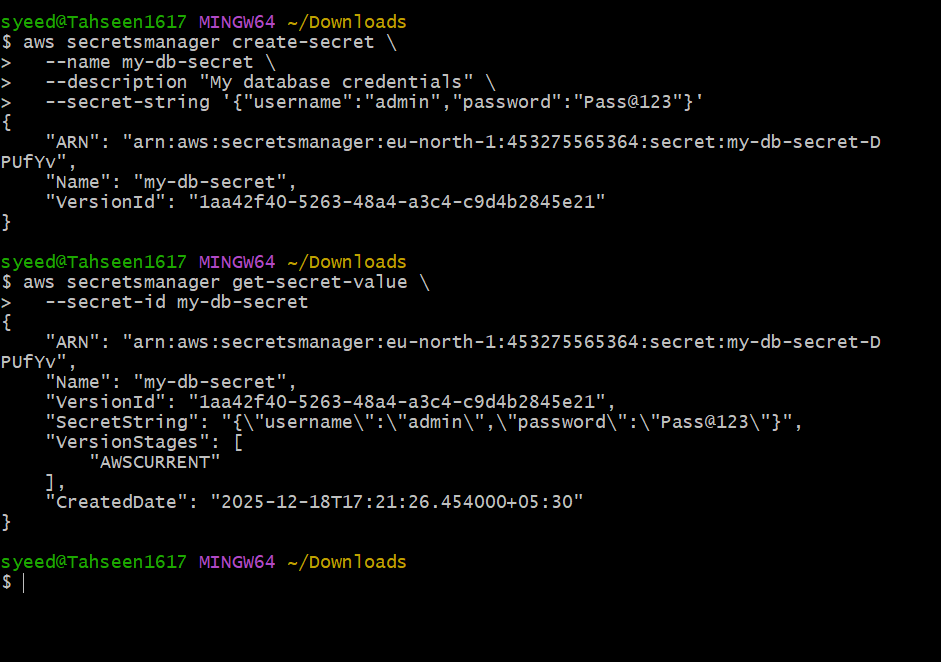 syeed@Tahseen1617 MINGW64 ~/Downloads
$ aws secretsmanager create-secret \
>   --name my-db-secret \
>   --description "My database credentials" \
>   --secret-string '{"username":"admin","password":"Pass@123"}'
{
    "ARN": "arn:aws:secretsmanager:eu-north-1:453275565364:secret:my-db-secret-D
PUfYv",
    "Name": "my-db-secret",
    "VersionId": "1aa42f40-5263-48a4-a3c4-c9d4b2845e21"
}

syeed@Tahseen1617 MINGW64 ~/Downloads
$ aws secretsmanager get-secret-value \
>   --secret-id my-db-secret
{
    "ARN": "arn:aws:secretsmanager:eu-north-1:453275565364:secret:my-db-secret-D
PUfYv",
    "Name": "my-db-secret",
    "VersionId": "1aa42f40-5263-48a4-a3c4-c9d4b2845e21",
    "SecretString": "{\"username\":\"admin\",\"password\":\"Pass@123\"}",
    "VersionStages": [
        "AWSCURRENT"
    ],
    "CreatedDate": "2025-12-18T17:21:26.454000+05:30"
}

syeed@Tahseen1617 MINGW64 ~/Downloads
$